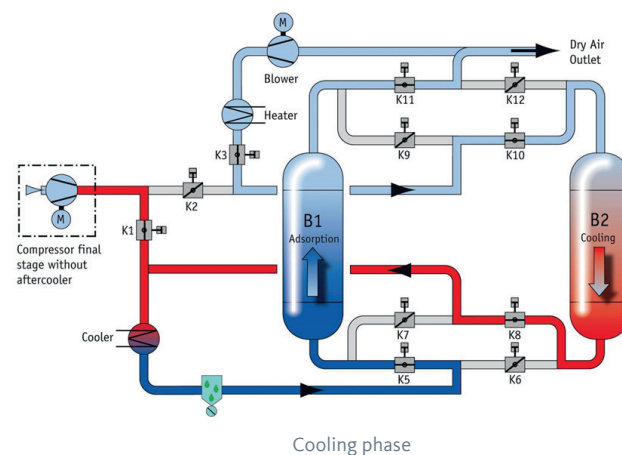 M
Blower
Dry Air
Outlet
K11
K12
Heater
K3
K9
K10
K2
M
K1
B1
Adsorption
B2
Cooling
Compressor final
stage without
aftercooler
Cooler
K7
K8
K5
K6
Cooling phase